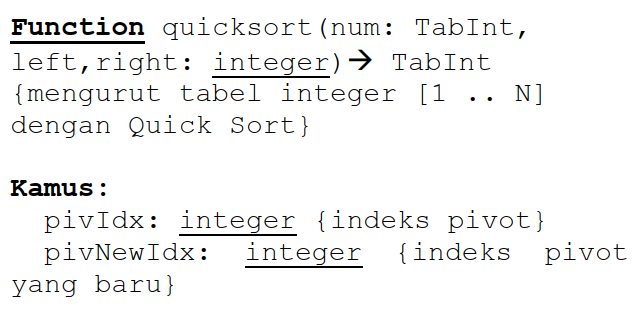 Function quicksort(num: TabInt,
left,right: integer)→ TabInt
{mengurut tabel integer [1 .. N]
dengan Quick Sort}
Kamus:
pivIdx: integer {indeks pivot}
pivNewIdx: integer {indeks pivot
yang baru}